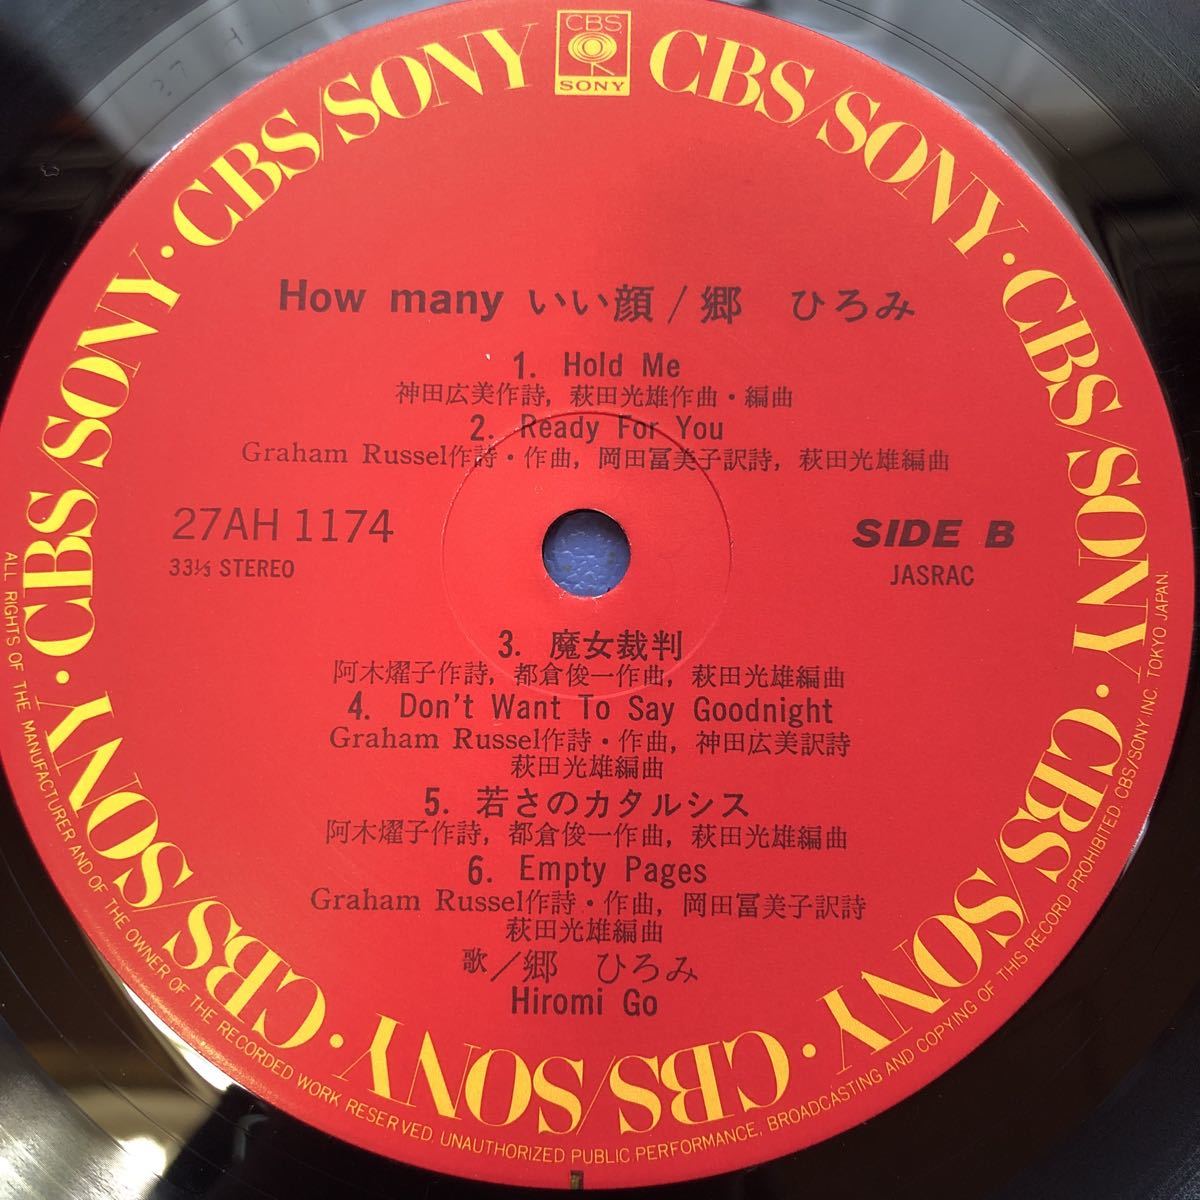 CBS
SONY
CBS/SONY · CBS/SONY · CBS/SONY · CBS/SONY · CBS/SONY · CBS/SONY · CBS/SONY · CBS/SONY · CBS/SONY · CBS/SONY
How many いい顔 / 郷 ひろみ
1. Hold Me
神田広美作詩, 萩田光雄作曲・編曲
2. Ready For You
Graham Russel作詩・作曲, 岡田冨美子訳詩, 萩田光雄編曲
27AH 1174
33⅓ STEREO
SIDE B
JASRAC
3. 魔女裁判
阿木燿子作詩, 都倉俊一作曲, 萩田光雄編曲
4. Don't Want To Say Goodnight
Graham Russel作詩・作曲, 神田広美訳詩
萩田光雄編曲
5. 若さのカタルシス
阿木燿子作詩, 都倉俊一作曲, 萩田光雄編曲
6. Empty Pages
Graham Russel作詩・作曲, 岡田冨美子訳詩
萩田光雄編曲
歌/郷 ひろみ
Hiromi Go
ALL RIGHTS OF THE MANUFACTURER AND OF THE OWNER OF THE RECORDED WORK RESERVED. UNAUTHORIZED PUBLIC PERFORMANCE, BROADCASTING AND COPYING OF THIS RECORD PROHIBITED. CBS/SONY INC. TOKYO JAPAN.